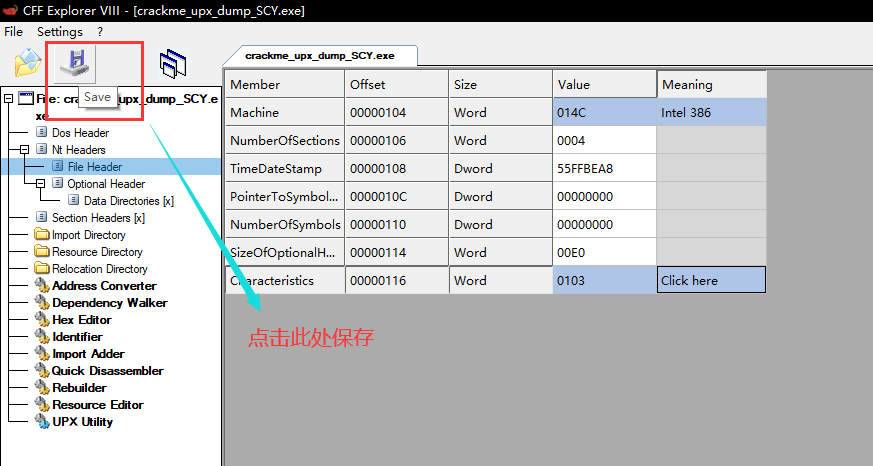 CFF Explorer VIII - [crackme_upx_dump_SCY.exe]
File Settings ?
Save
crackme_upx_dump_SCY.exe
File: cr upx_dump_SCY.e
xe
Dos Header
Nt Headers
File Header
Optional Header
Data Directories [x]
Section Headers [x]
Import Directory
Resource Directory
Relocation Directory
Address Converter
Dependency Walker
Hex Editor
Identifier
Import Adder
Quick Disassembler
Rebuilder
Resource Editor
UPX Utility
Member Offset Size Value Meaning
Machine 00000104 Word 014C Intel 386
NumberOfSections 00000106 Word 0004
TimeDateStamp 00000108 Dword 55FFBEA8
PointerToSymbol... 0000010C Dword 00000000
NumberOfSymbols 00000110 Dword 00000000
SizeOfOptionalH... 00000114 Word 00E0
Characteristics 00000116 Word 0103 Click here
点击此处保存